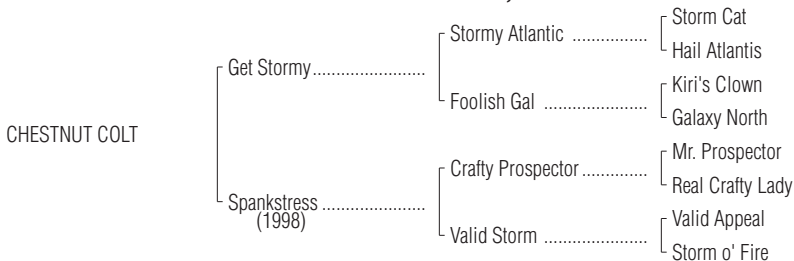 Storm Cat
Stormy Atlantic ................
Hail Atlantis
Get Stormy........................
Kiri's Clown
Foolish Gal ......................
Galaxy North
CHESTNUT COLT
Mr. Prospector
Crafty Prospector ..............
Real Crafty Lady
Spankstress ......................
(1998)
Valid Appeal
Valid Storm ......................
Storm o' Fire